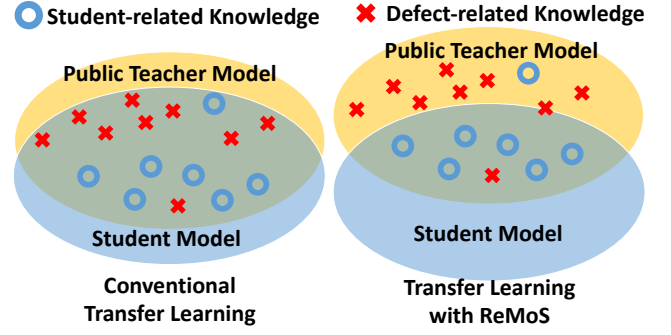 Student-related Knowledge
Defect-related Knowledge
Public Teacher Model
Student Model
Conventional
Transfer Learning
Public Teacher Model
Student Model
Transfer Learning
with ReMoS